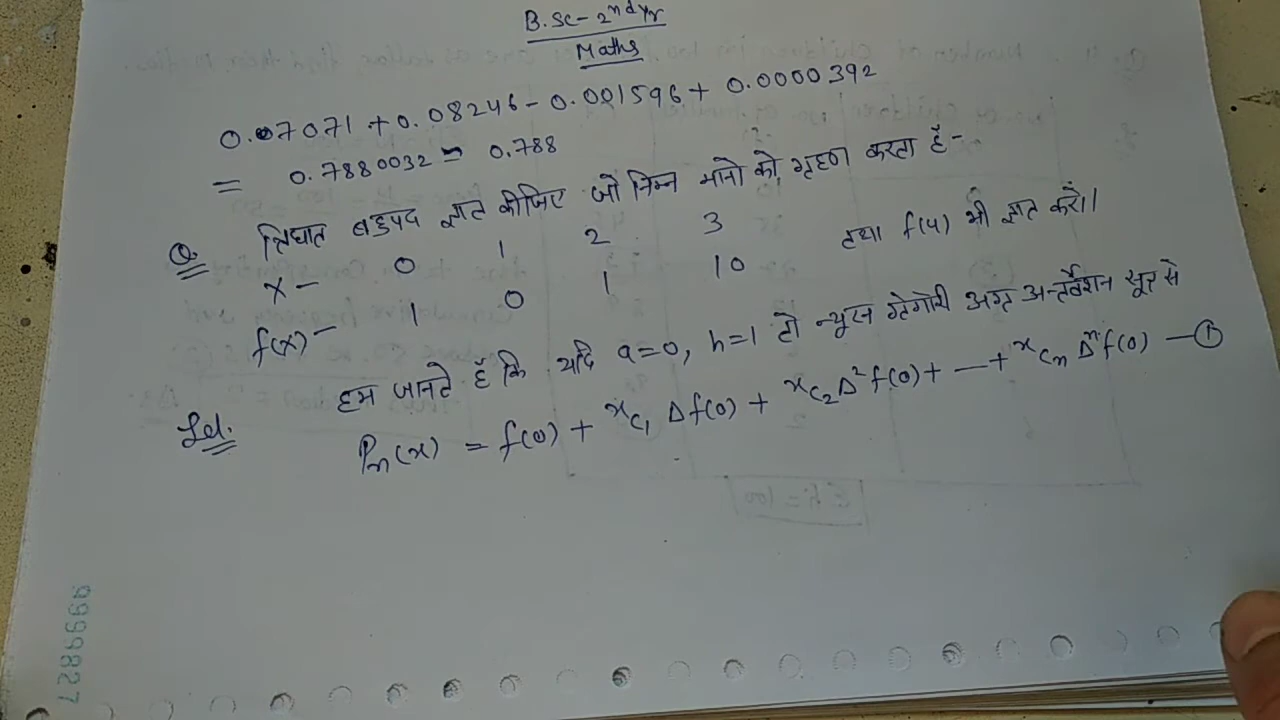 B.Sc- 2nd yr
Maths
0.07071 + 0.08246 - 0.001596 + 0.0000392
= 0.7880032 = 0.788
Q. त्रिघात बहुपद ज्ञात कीजिए जो निम्न मानो को गृहण करता है -
x - 0 1 2 3 तथा f(4) भी ज्ञात करो।
f(x) - 1 0 1 10
Sol. हम जानते हैं कि यदि a=0, h=1 तो न्यूटन ग्रेगोरी अग्र अन्तर्वेशन सूत्र से
Pn(x) = f(0) + ˣC₁ Δf(0) + ˣC₂ Δ²f(0) + — + ˣCₙ Δⁿf(0) — ①
9999827